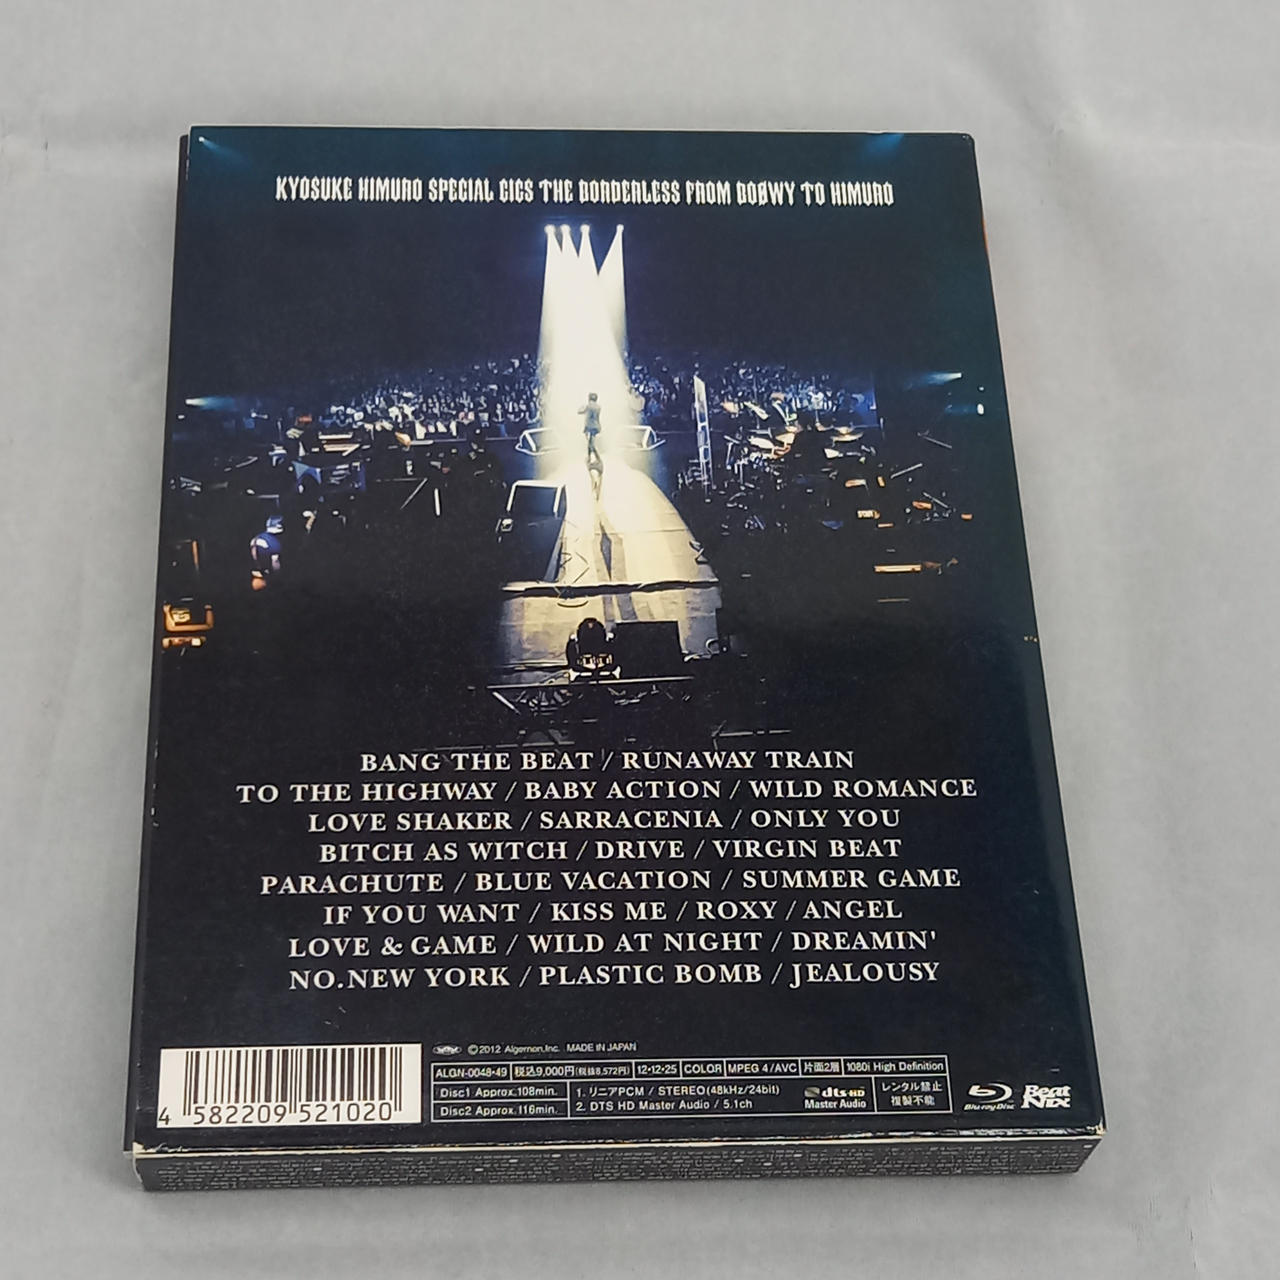 KYOSUKE HIMURO SPECIAL GIGS THE BORDERLESS FROM BOØWY TO HIMURO
BANG THE BEAT / RUNAWAY TRAIN
TO THE HIGHWAY / BABY ACTION / WILD ROMANCE
LOVE SHAKER / SARRACENIA / ONLY YOU
BITCH AS WITCH / DRIVE / VIRGIN BEAT
PARACHUTE / BLUE VACATION / SUMMER GAME
IF YOU WANT / KISS ME / ROXY / ANGEL
LOVE & GAME / WILD AT NIGHT / DREAMIN'
NO.NEW YORK / PLASTIC BOMB / JEALOUSY
©2012 Algernon,Inc. MADE IN JAPAN
ALGN-0048•49 税込9,000円(税抜8,572円) 12•12•25 COLOR MPEG 4/AVC 片面2層 1080i High Definition
Disc1 Approx.108min.
Disc2 Approx.116min.
1. リニアPCM / STEREO(48kHz/24bit)
2. DTS HD Master Audio / 5.1ch
dts-HD
Master Audio
レンタル禁止
複製不能
Blu-ray Disc
Beat
Nix
4 582209 521020